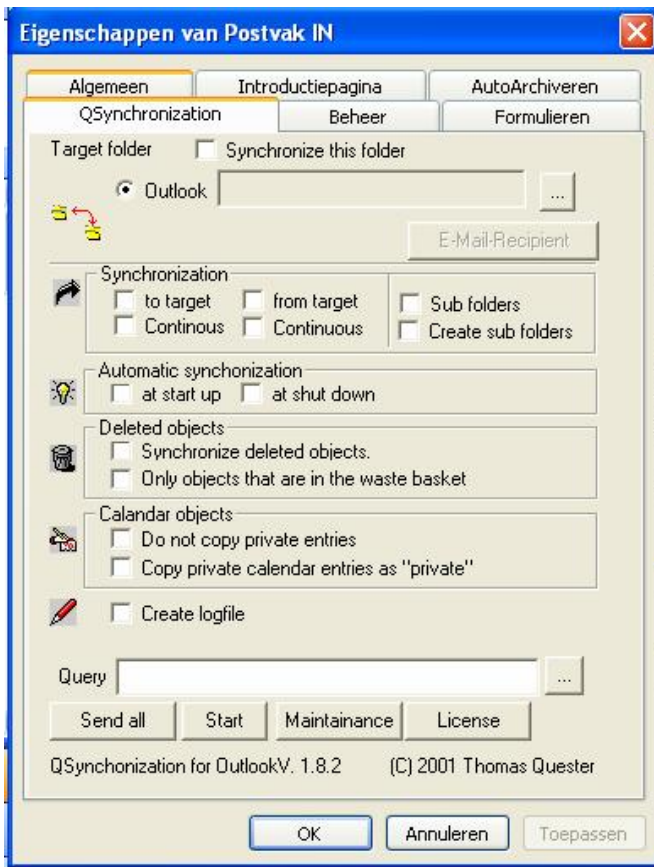 Eigenschappen van Postvak IN
Algemeen Introductiepagina AutoArchiveren
QSynchronization Beheer Formulieren
Target folder Synchronize this folder
Outlook ...
E-Mail-Recipient
Synchronization
to target from target Sub folders
Continous Continuous Create sub folders
Automatic synchonization
at start up at shut down
Deleted objects
Synchronize deleted objects.
Only objects that are in the waste basket
Calandar objects
Do not copy private entries
Copy private calendar entries as "private"
Create logfile
Query ...
Send all Start Maintainance License
QSynchonization for OutlookV. 1.8.2 (C) 2001 Thomas Quester
OK Annuleren Toepassen